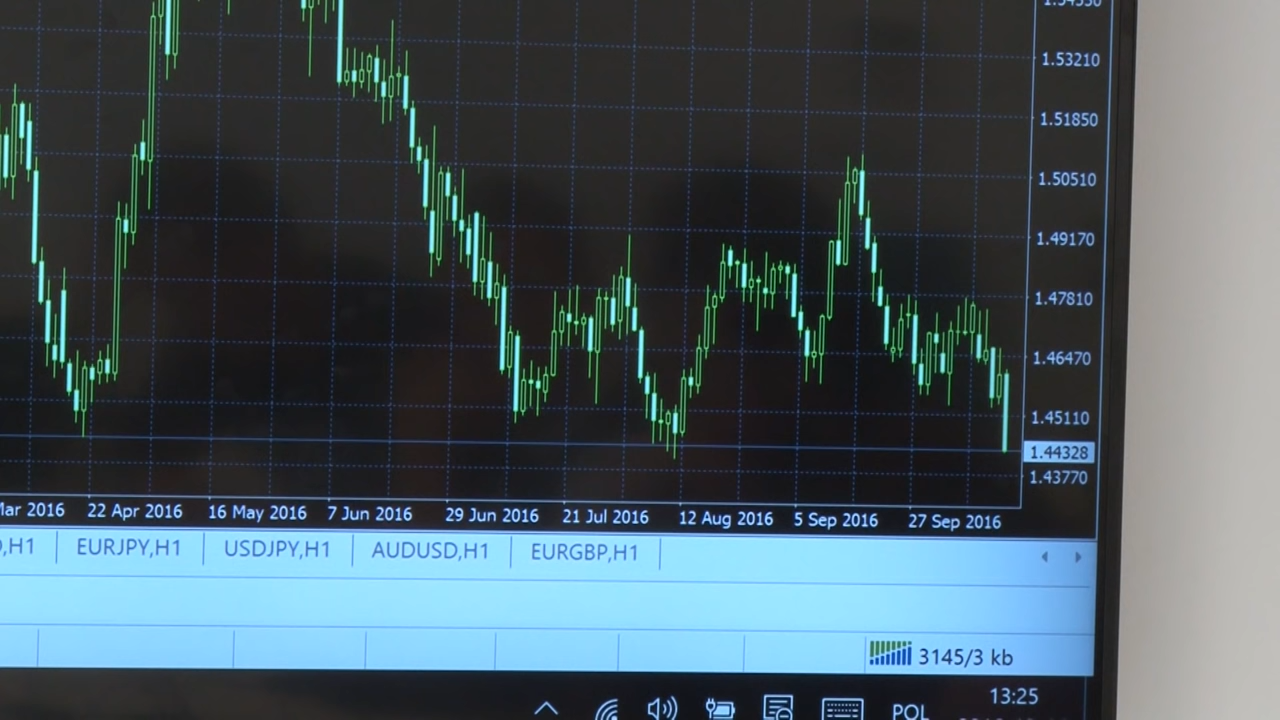 1.53210
1.51850
1.50510
1.49170
1.47810
1.46470
1.45110
1.44328
1.43770
Mar 2016 22 Apr 2016 16 May 2016 7 Jun 2016 29 Jun 2016 21 Jul 2016 12 Aug 2016 5 Sep 2016 27 Sep 2016
,H1 EURJPY,H1 USDJPY,H1 AUDUSD,H1 EURGBP,H1
3145/3 kb
POL 13:25